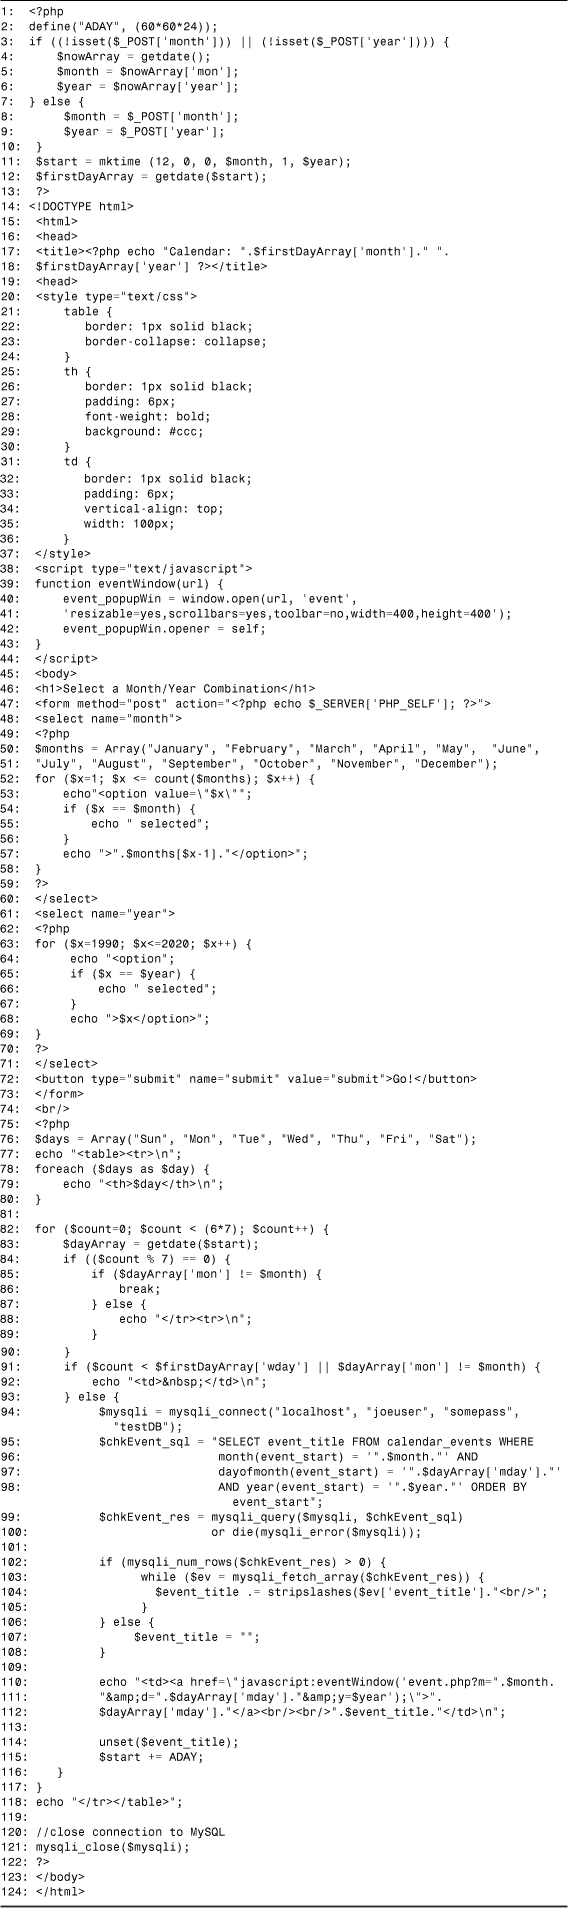 1: <?php
2: define("ADAY", (60*60*24));
3: if ((!isset($_POST['month'])) || (!isset($_POST['year']))) {
4: $nowArray = getdate();
5: $month = $nowArray['mon'];
6: $year = $nowArray['year'];
7: } else {
8: $month = $_POST['month'];
9: $year = $_POST['year'];
10: }
11: $start = mktime (12, 0, 0, $month, 1, $year);
12: $firstDayArray = getdate($start);
13: ?>
14: <!DOCTYPE html>
15: <html>
16: <head>
17: <title><?php echo "Calendar: ".$firstDayArray['month']." ".
18: $firstDayArray['year'] ?></title>
19: <head>
20: <style type="text/css">
21: table {
22: border: 1px solid black;
23: border-collapse: collapse;
24: }
25: th {
26: border: 1px solid black;
27: padding: 6px;
28: font-weight: bold;
29: background: #ccc;
30: }
31: td {
32: border: 1px solid black;
33: padding: 6px;
34: vertical-align: top;
35: width: 100px;
36: }
37: </style>
38: <script type="text/javascript">
39: function eventWindow(url) {
40: event_popupWin = window.open(url, 'event',
41: 'resizable=yes,scrollbars=yes,toolbar=no,width=400,height=400');
42: event_popupWin.opener = self;
43: }
44: </script>
45: <body>
46: <h1>Select a Month/Year Combination</h1>
47: <form method="post" action="<?php echo $_SERVER['PHP_SELF']; ?>">
48: <select name="month">
49: <?php
50: $months = Array("January", "February", "March", "April", "May", "June",
51: "July", "August", "September", "October", "November", "December");
52: for ($x=1; $x <= count($months); $x++) {
53: echo"<option value=\"$x\"";
54: if ($x == $month) {
55: echo " selected";
56: }
57: echo ">".$months[$x-1]."</option>";
58: }
59: ?>
60: </select>
61: <select name="year">
62: <?php
63: for ($x=1990; $x<=2020; $x++) {
64: echo "<option";
65: if ($x == $year) {
66: echo " selected";
67: }
68: echo ">$x</option>";
69: }
70: ?>
71: </select>
72: <button type="submit" name="submit" value="submit">Go!</button>
73: </form>
74: <br/>
75: <?php
76: $days = Array("Sun", "Mon", "Tue", "Wed", "Thu", "Fri", "Sat");
77: echo "<table><tr>\n";
78: foreach ($days as $day) {
79: echo "<th>$day</th>\n";
80: }
81:
82: for ($count=0; $count < (6*7); $count++) {
83: $dayArray = getdate($start);
84: if (($count % 7) == 0) {
85: if ($dayArray['mon'] != $month) {
86: break;
87: } else {
88: echo "</tr><tr>\n";
89: }
90: }
91: if ($count < $firstDayArray['wday'] || $dayArray['mon'] != $month) {
92: echo "<td>&nbsp;</td>\n";
93: } else {
94: $mysqli = mysqli_connect("localhost", "joeuser", "somepass",
"testDB");
95: $chkEvent_sql = "SELECT event_title FROM calendar_events WHERE
96: month(event_start) = '".$month."' AND
97: dayofmonth(event_start) = '".$dayArray['mday']."'
98: AND year(event_start) = '".$year."' ORDER BY
event_start";
99: $chkEvent_res = mysqli_query($mysqli, $chkEvent_sql)
100: or die(mysqli_error($mysqli));
101:
102: if (mysqli_num_rows($chkEvent_res) > 0) {
103: while ($ev = mysqli_fetch_array($chkEvent_res)) {
104: $event_title .= stripslashes($ev['event_title']."<br/>";
105: }
106: } else {
107: $event_title = "";
108: }
109:
110: echo "<td><a href=\"javascript:eventWindow('event.php?m=".$month.
111: "&amp;d=".$dayArray['mday']."&amp;y=$year');\">".
112: $dayArray['mday']."</a><br/><br/>".$event_title."</td>\n";
113:
114: unset($event_title);
115: $start += ADAY;
116: }
117: }
118: echo "</tr></table>";
119:
120: //close connection to MySQL
121: mysqli_close($mysqli);
122: ?>
123: </body>
124: </html>